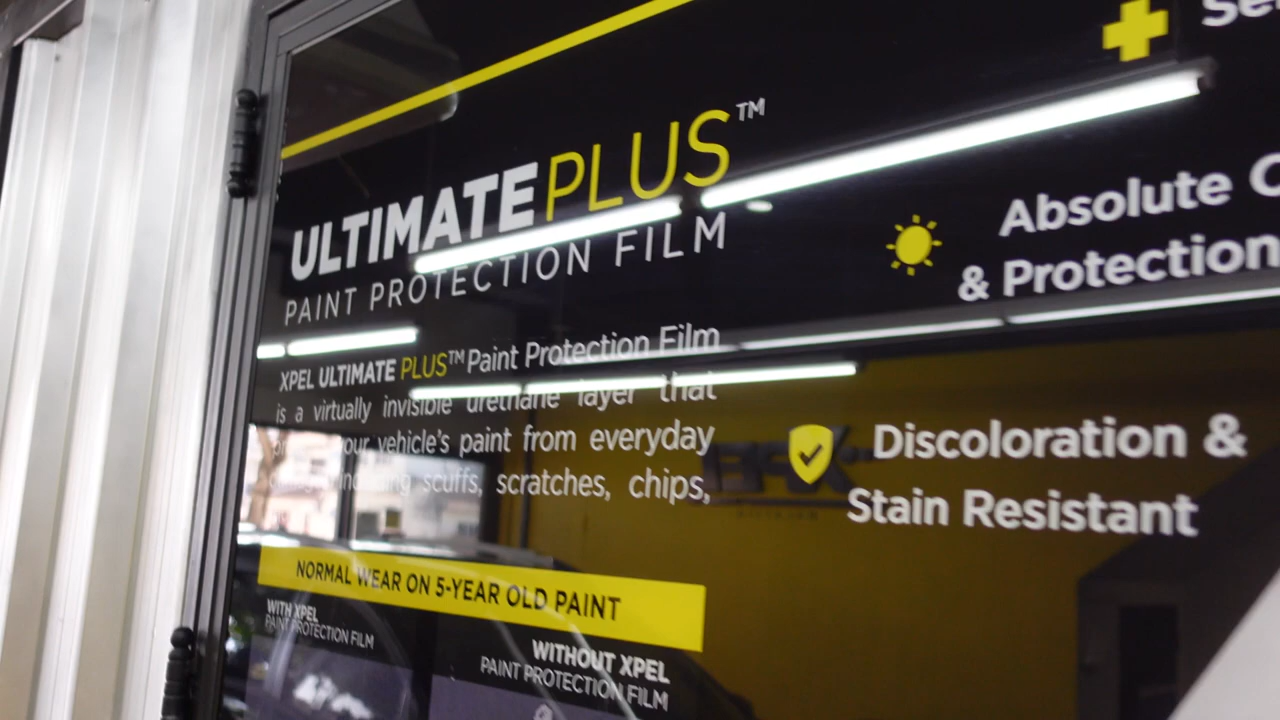 ULTIMATE PLUS™
PAINT PROTECTION FILM
XPEL ULTIMATE PLUS™ Paint Protection Film
is a virtually invisible urethane layer that
your vehicle's paint from everyday
including scuffs, scratches, chips,
NORMAL WEAR ON 5-YEAR OLD PAINT
WITH XPEL
PAINT PROTECTION FILM
WITHOUT XPEL
PAINT PROTECTION FILM
Absolute
& Protection
Discoloration &
Stain Resistant